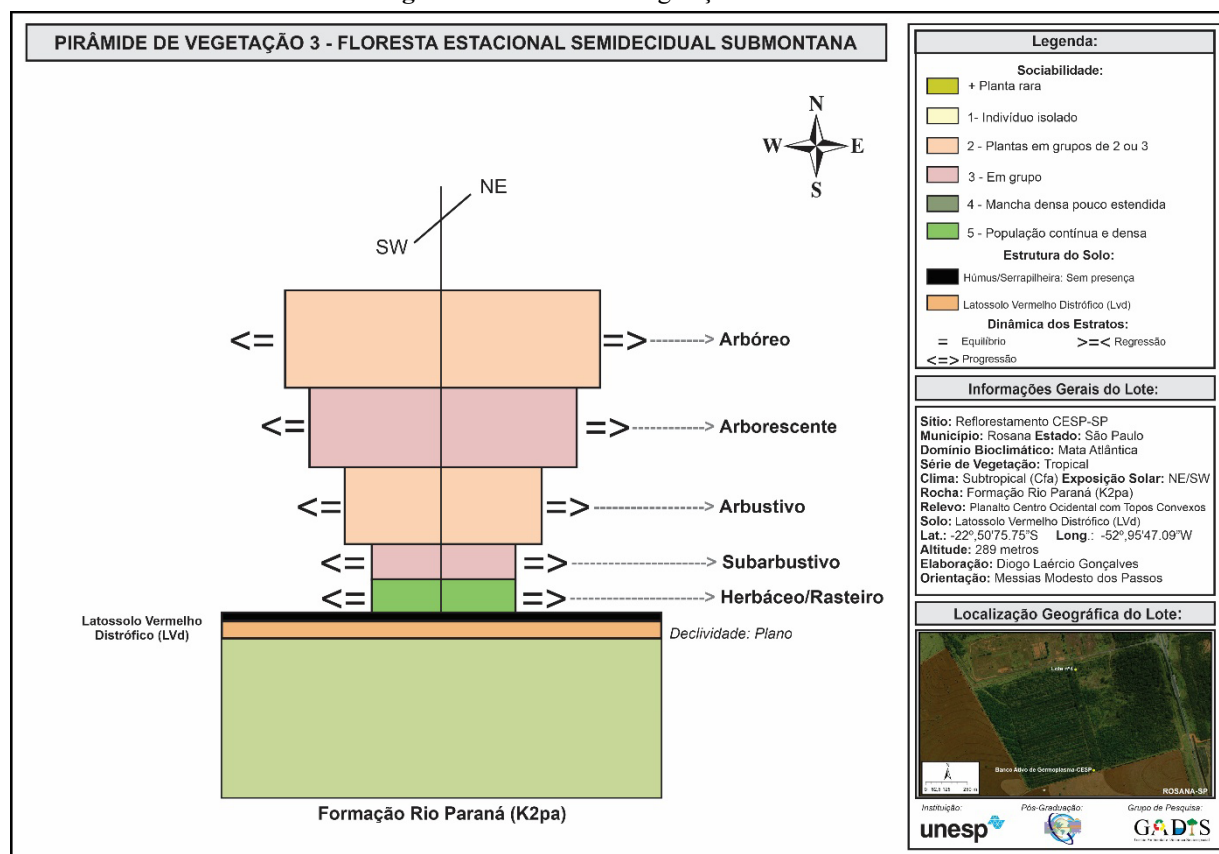 PIRÂMIDE DE VEGETAÇÃO 3 - FLORESTA ESTACIONAL SEMIDECIDUAL SUBMONTANA
N
W E
S
NE
SW
<= => Arbóreo
<= => Arborescente
<= => Arbustivo
<= => Subarbustivo
<= => Herbáceo/Rasteiro
Latossolo Vermelho
Distrófico (LVd)
Declividade: Plano
Formação Rio Paraná (K2pa)
Legenda:
Sociabilidade:
+ Planta rara
1- Indivíduo isolado
2 - Plantas em grupos de 2 ou 3
3 - Em grupo
4 - Mancha densa pouco estendida
5 - População contínua e densa
Estrutura do Solo:
Húmus/Serrapilheira: Sem presença
Latossolo Vermelho Distrófico (Lvd)
Dinâmica dos Estratos:
= Equilíbrio >=< Regressão
<=> Progressão
Informações Gerais do Lote:
Sítio: Reflorestamento CESP-SP
Município: Rosana Estado: São Paulo
Domínio Bioclimático: Mata Atlântica
Série de Vegetação: Tropical
Clima: Subtropical (Cfa) Exposição Solar: NE/SW
Rocha: Formação Rio Paraná (K2pa)
Relevo: Planalto Centro Ocidental com Topos Convexos
Solo: Latossolo Vermelho Distrófico (LVd)
Lat.: -22º,50'75.75”S Long.: -52º,95'47.09”W
Altitude: 289 metros
Elaboração: Diogo Laércio Gonçalves
Orientação: Messias Modesto dos Passos
Localização Geográfica do Lote:
Banco Ativo de Germoplasma-CESP
ROSANA-SP
Instituição: Pós-Graduação: Grupo de Pesquisa:
unesp GADIS